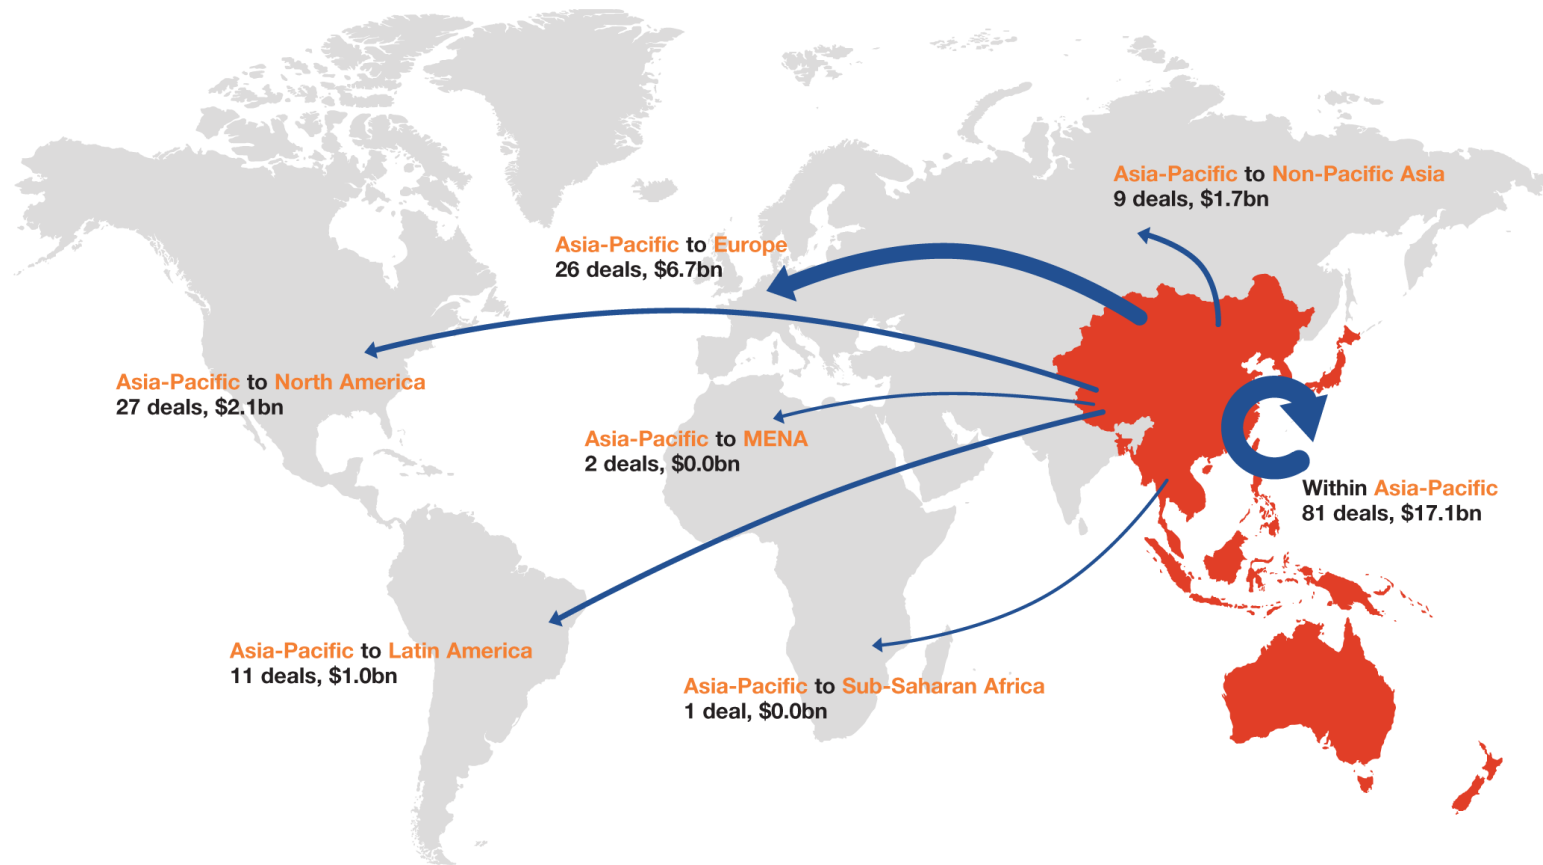 Asia-Pacific to Non-Pacific Asia
9 deals, $1.7bn
Asia-Pacific to Europe
26 deals, $6.7bn
Asia-Pacific to North America
27 deals, $2.1bn
Asia-Pacific to MENA
2 deals, $0.0bn
Within Asia-Pacific
81 deals, $17.1bn
Asia-Pacific to Latin America
11 deals, $1.0bn
Asia-Pacific to Sub-Saharan Africa
1 deal, $0.0bn